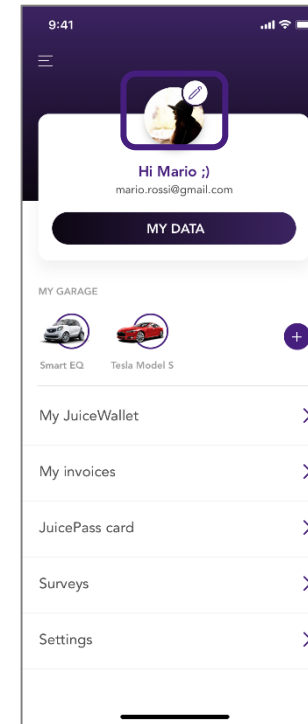 9:41
Hi Mario ;)
mario.rossi@gmail.com
MY DATA
MY GARAGE
Smart EQ Tesla Model S
My JuiceWallet
My invoices
JuicePass card
Surveys
Settings